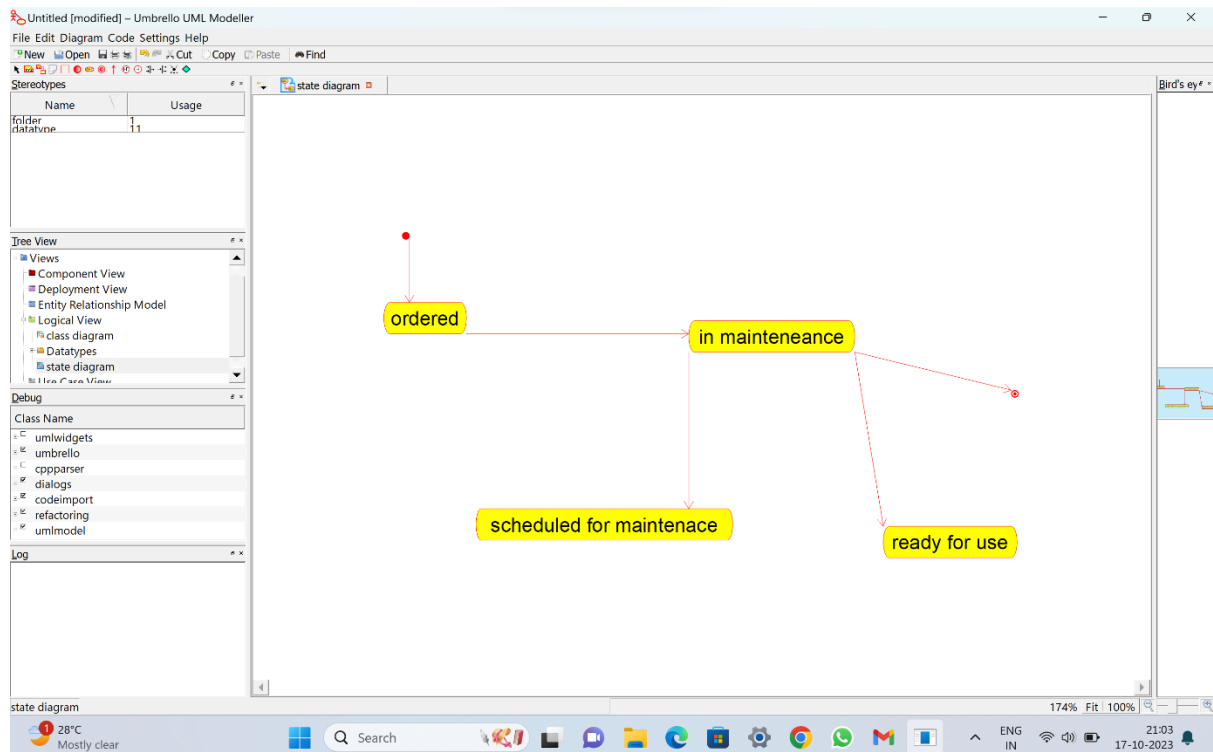 Untitled [modified] – Umbrello UML Modeller
File Edit Diagram Code Settings Help
New Open Cut Copy Paste Find
Stereotypes
state diagram
Bird's ey
Name Usage
folder 1
datatype 11
Tree View
Views
Component View
Deployment View
Entity Relationship Model
Logical View
class diagram
Datatypes
state diagram
Use Case View
Debug
Class Name
umlwidgets
umbrello
cppparser
dialogs
codeimport
refactoring
umlmodel
Log
ordered
in mainteneance
scheduled for maintenace
ready for use
state diagram
174% Fit 100%
1
28°C
Mostly clear
Search
ENG
IN
21:03
17-10-2023